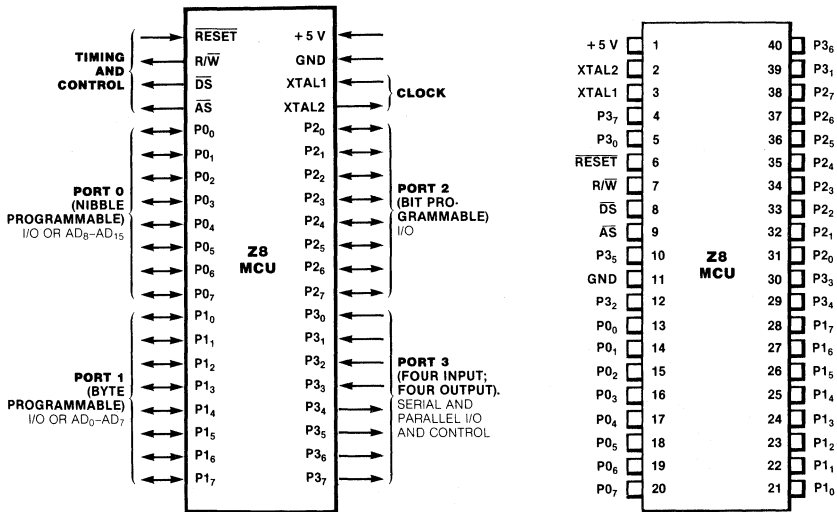 TIMING
AND
CONTROL
RESET
R/W
DS
AS
P0₀
P0₁
P0₂
P0₃
P0₄
P0₅
P0₆
P0₇
PORT 0
(NIBBLE
PROGRAMMABLE)
I/O OR AD₈–AD₁₅
P1₀
P1₁
P1₂
P1₃
P1₄
P1₅
P1₆
P1₇
PORT 1
(BYTE
PROGRAMMABLE)
I/O OR AD₀–AD₇
Z8
MCU
+5 V
GND
XTAL1
XTAL2
CLOCK
P2₀
P2₁
P2₂
P2₃
P2₄
P2₅
P2₆
P2₇
PORT 2
(BIT PRO-
GRAMMABLE)
I/O
P3₀
P3₁
P3₂
P3₃
P3₄
P3₅
P3₆
P3₇
PORT 3
(FOUR INPUT;
FOUR OUTPUT).
SERIAL AND
PARALLEL I/O
AND CONTROL
+5 V 1 40 P3₆
XTAL2 2 39 P3₁
XTAL1 3 38 P2₇
P3₇ 4 37 P2₆
P3₀ 5 36 P2₅
RESET 6 35 P2₄
R/W 7 34 P2₃
DS 8 33 P2₂
AS 9 32 P2₁
P3₅ 10 31 P2₀
GND 11 30 P3₃
P3₂ 12 29 P3₄
P0₀ 13 28 P1₇
P0₁ 14 27 P1₆
P0₂ 15 26 P1₅
P0₃ 16 25 P1₄
P0₄ 17 24 P1₃
P0₅ 18 23 P1₂
P0₆ 19 22 P1₁
P0₇ 20 21 P1₀
Z8
MCU